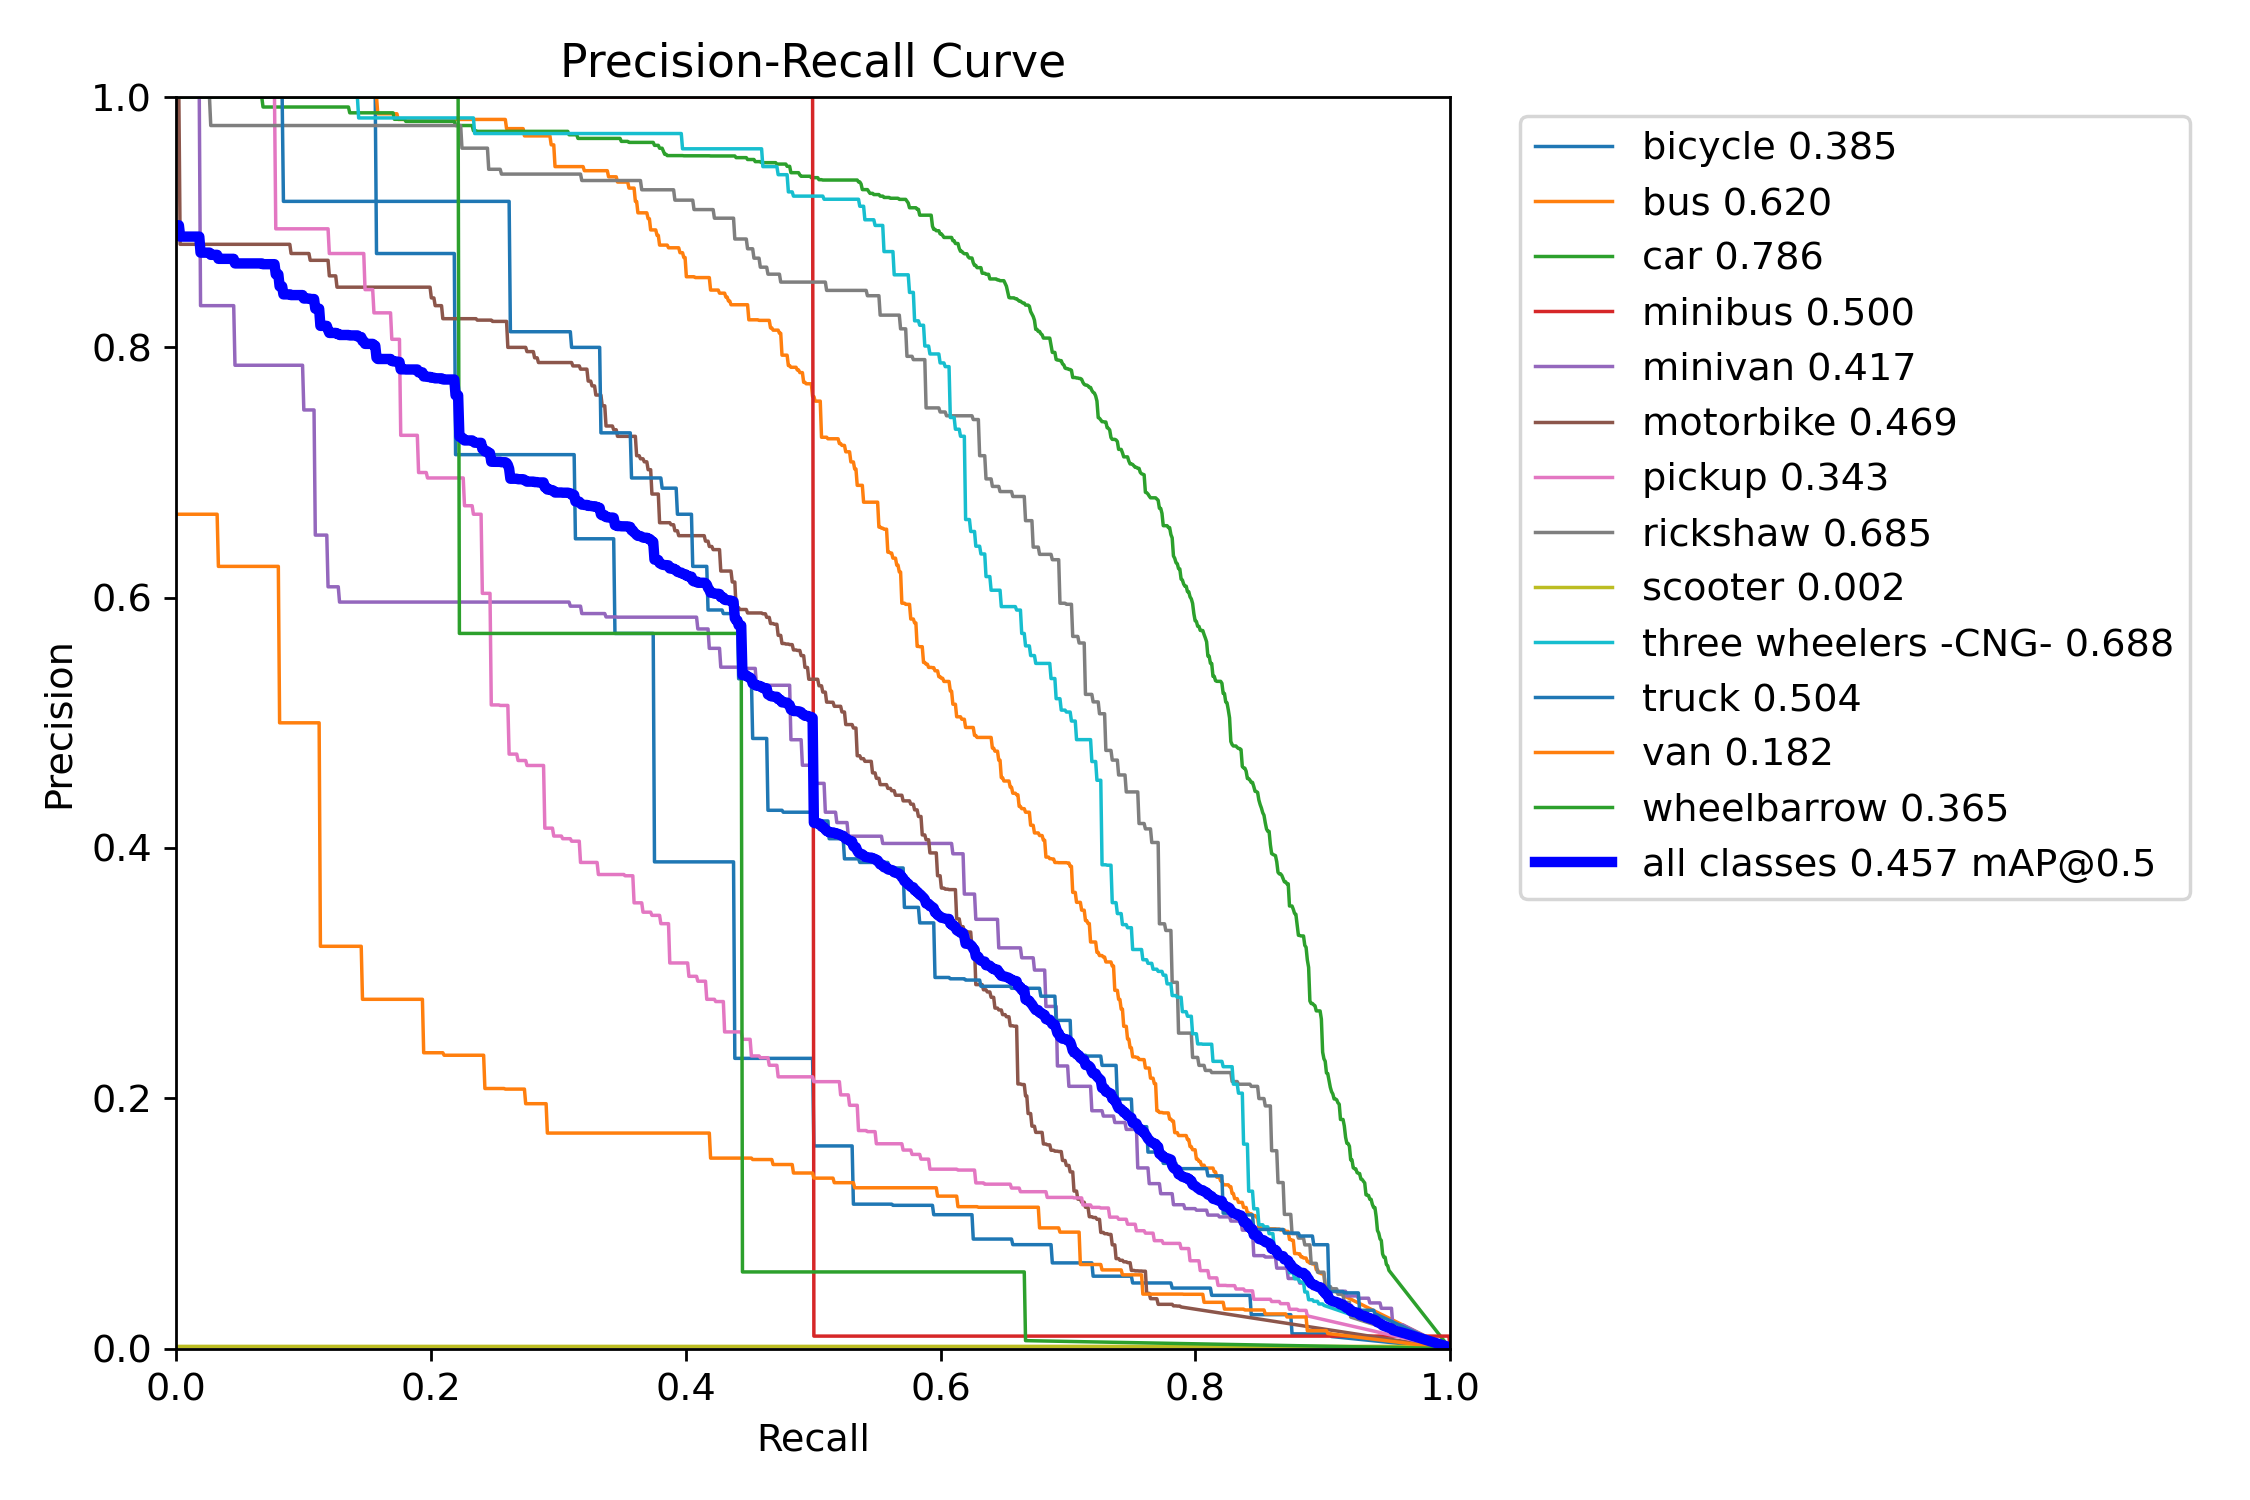 Precision-Recall Curve
1.0
0.8
0.6
0.4
0.2
0.0
Precision
0.0 0.2 0.4 0.6 0.8 1.0
Recall
bicycle 0.385
bus 0.620
car 0.786
minibus 0.500
minivan 0.417
motorbike 0.469
pickup 0.343
rickshaw 0.685
scooter 0.002
three wheelers -CNG- 0.688
truck 0.504
van 0.182
wheelbarrow 0.365
all classes 0.457 mAP@0.5